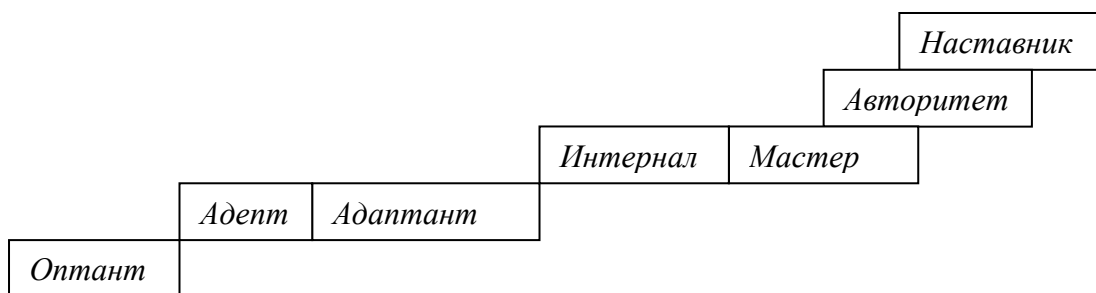 Наставник
Авторитет
Интернал Мастер
Адепт Адаптант
Оптант